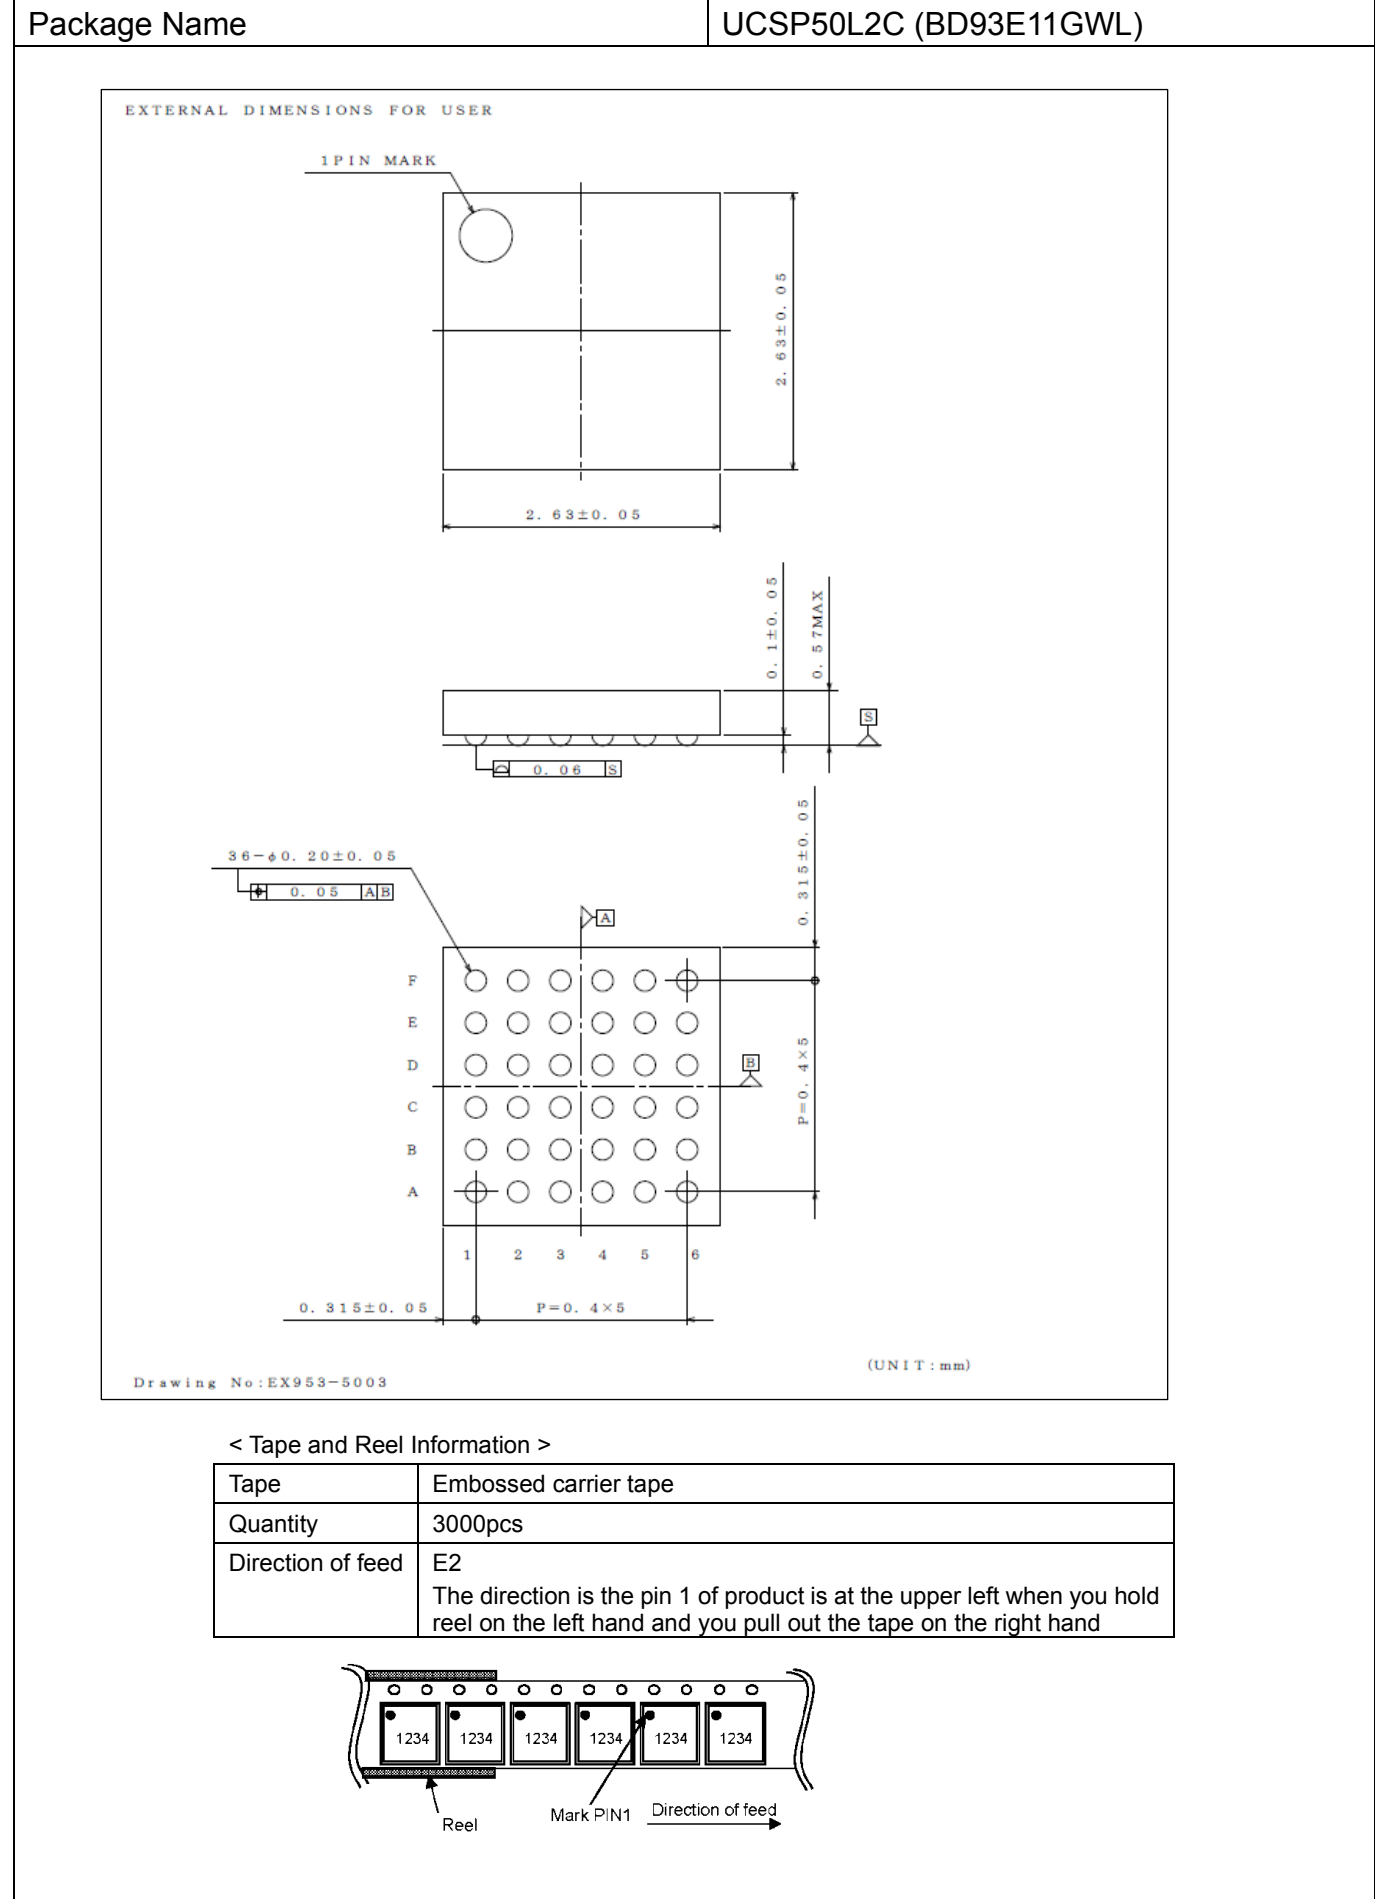 Package Name
UCSP50L2C (BD93E11GWL)
EXTERNAL DIMENSIONS FOR USER
1PIN MARK
2. 63±0. 05
2. 63±0. 05
0. 1±0. 05
0. 57MAX
S
0. 06 S
0. 315±0. 05
36-φ0. 20±0. 05
0. 05 A B
A
F
E
D
B
P=0. 4×5
C
B
A
1 2 3 4 5 6
0. 315±0. 05
P=0. 4×5
(UNIT:mm)
Drawing No:EX953-5003
< Tape and Reel Information >
Tape
Embossed carrier tape
Quantity
3000pcs
Direction of feed
E2
The direction is the pin 1 of product is at the upper left when you hold
reel on the left hand and you pull out the tape on the right hand
1234 1234 1234 1234 1234 1234
Reel
Mark PIN1
Direction of feed